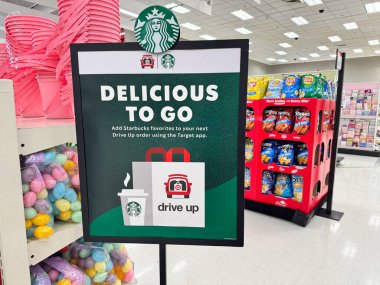 DELICIOUS
TO GO
Add Starbucks favorites to your next
Drive Up order using the Target app.
drive up